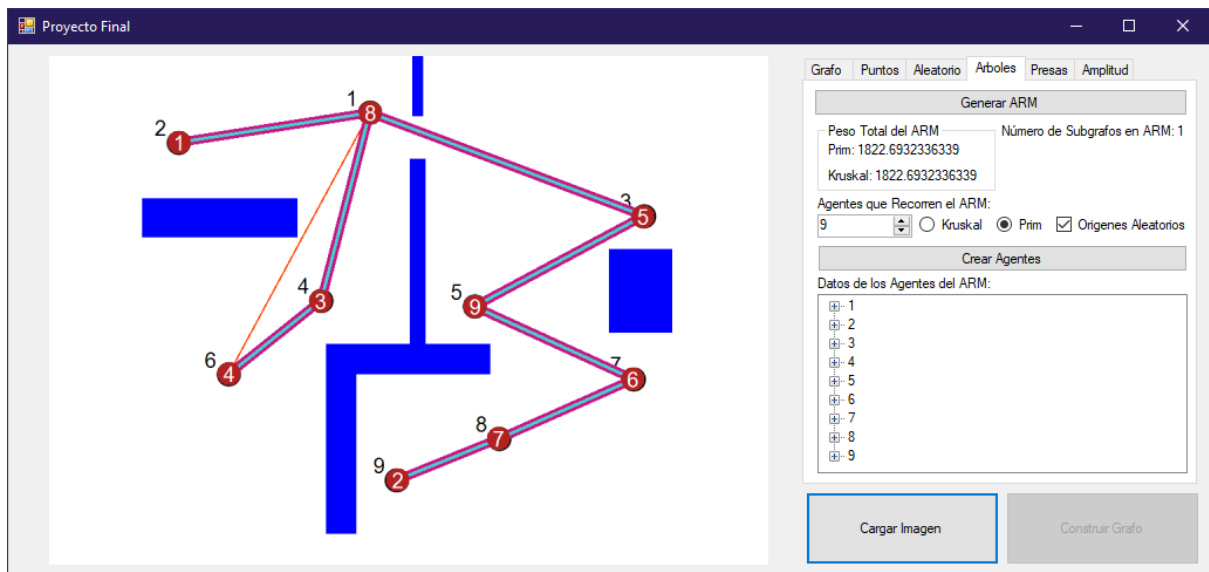 Proyecto Final
Grafo Puntos Aleatorio Arboles Presas Amplitud
Generar ARM
Peso Total del ARM
Número de Subgrafos en ARM: 1
Prim: 1822.6932336339
Kruskal: 1822.6932336339
Agentes que Recorren el ARM:
9 Kruskal Prim Origenes Aleatorios
Crear Agentes
Datos de los Agentes del ARM:
1
2
3
4
5
6
7
8
9
Cargar Imagen
Construir Grafo
1
8
2
1
3
5
4
3
5
9
6
4
7
6
8
7
9
2